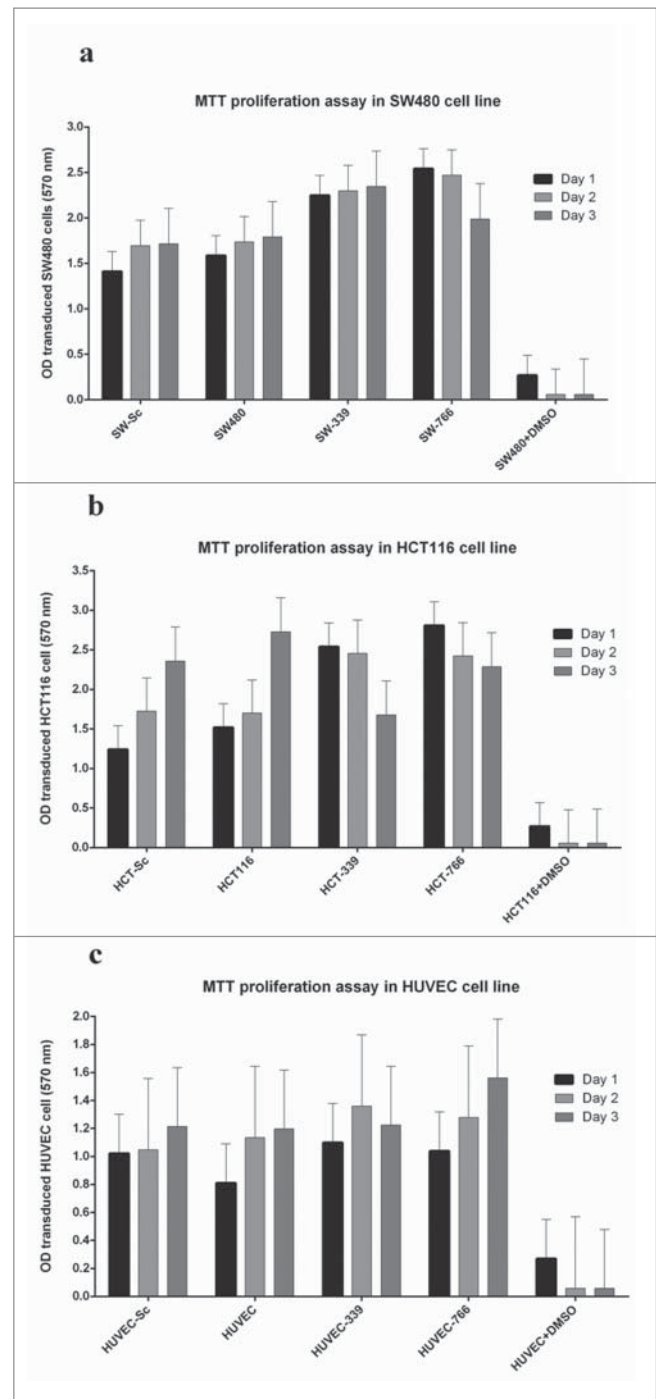 a
MTT proliferation assay in SW480 cell line
OD transduced SW480 cells (570 nm)
3.0
2.5
2.0
1.5
1.0
0.5
0.0
Day 1
Day 2
Day 3
SW-Sc
SW480
SW-339
SW-766
SW480+DMSO
b
MTT proliferation assay in HCT116 cell line
OD transduced HCT116 cell (570 nm)
3.5
3.0
2.5
2.0
1.5
1.0
0.5
0.0
Day 1
Day 2
Day 3
HCT-Sc
HCT116
HCT-339
HCT-766
HCT116+DMSO
c
MTT proliferation assay in HUVEC cell line
OD transduced HUVEC cell (570 nm)
2.0
1.8
1.6
1.4
1.2
1.0
0.8
0.6
0.4
0.2
0.0
Day 1
Day 2
Day 3
HUVEC-Sc
HUVEC
HUVEC-339
HUVEC-766
HUVEC+DMSO